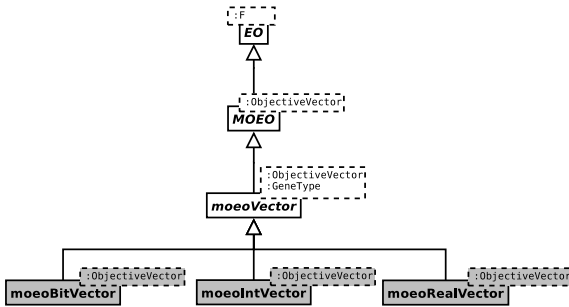 :F
EO
:ObjectiveVector
MOEO
:ObjectiveVector
:GeneType
moeoVector
:ObjectiveVector :ObjectiveVector :ObjectiveVector
moeoBitVector moeoIntVector moeoRealVector